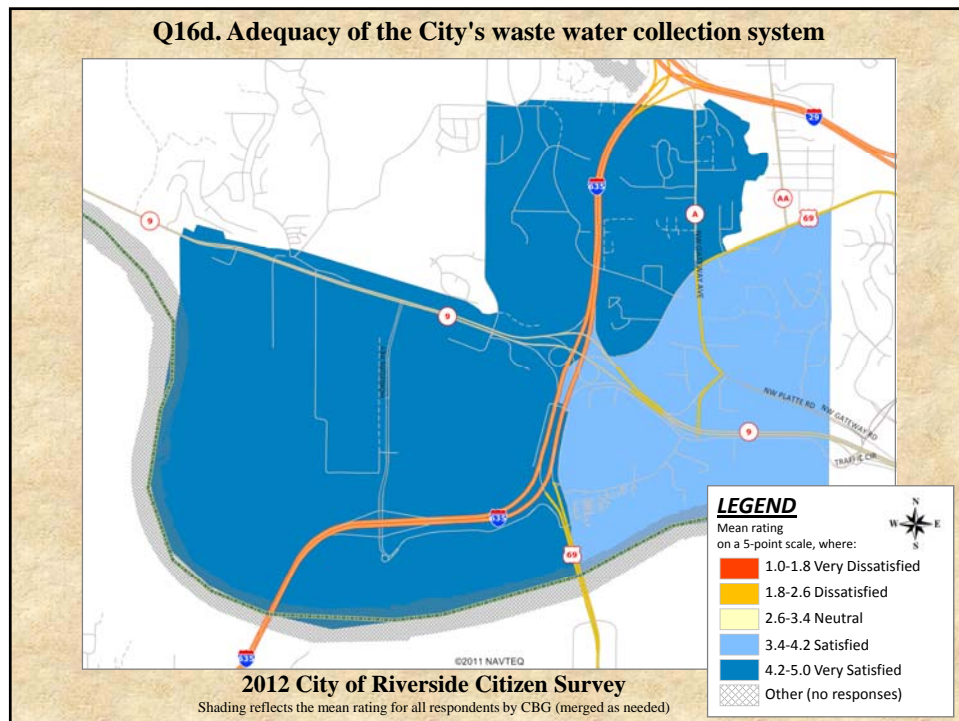 Q16d. Adequacy of the City's waste water collection system
29
635
A
AA
69
9
9
NW PLATTE RD
NW GATEWAY RD
9
TRAFFIC CIR
635
69
635
©2011 NAVTEQ
LEGEND
Mean rating
on a 5-point scale, where:
N
W E
S
1.0-1.8 Very Dissatisfied
1.8-2.6 Dissatisfied
2.6-3.4 Neutral
3.4-4.2 Satisfied
4.2-5.0 Very Satisfied
Other (no responses)
2012 City of Riverside Citizen Survey
Shading reflects the mean rating for all respondents by CBG (merged as needed)